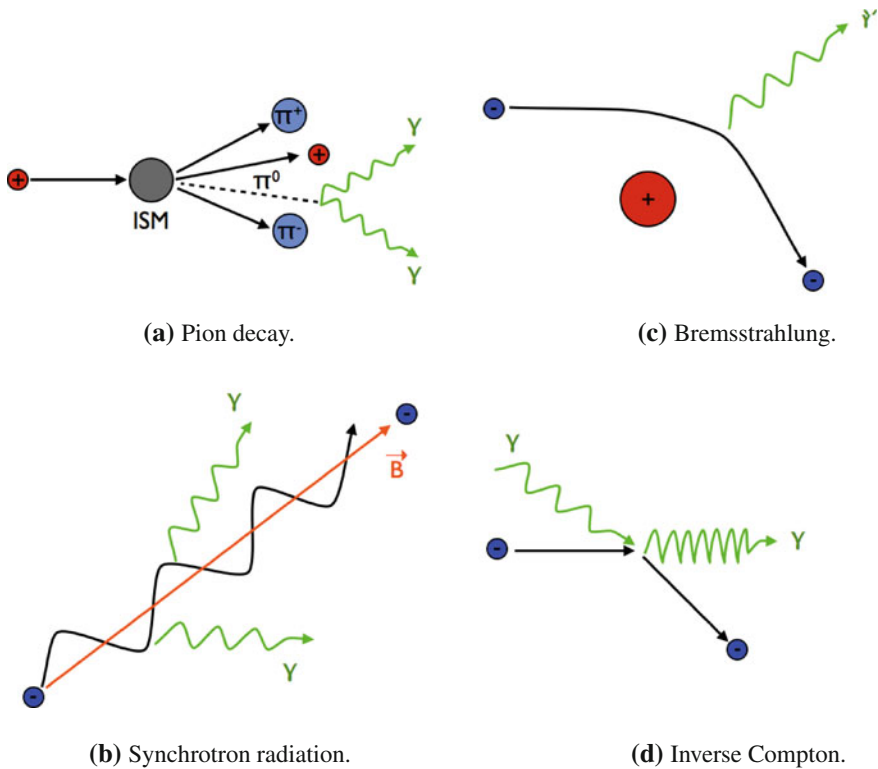 π+
+
+
γ
π0
ISM
π-
γ
(a) Pion decay.
γ
-
+
-
(c) Bremsstrahlung.
γ
-
B
γ
-
(b) Synchrotron radiation.
γ
-
γ
-
(d) Inverse Compton.